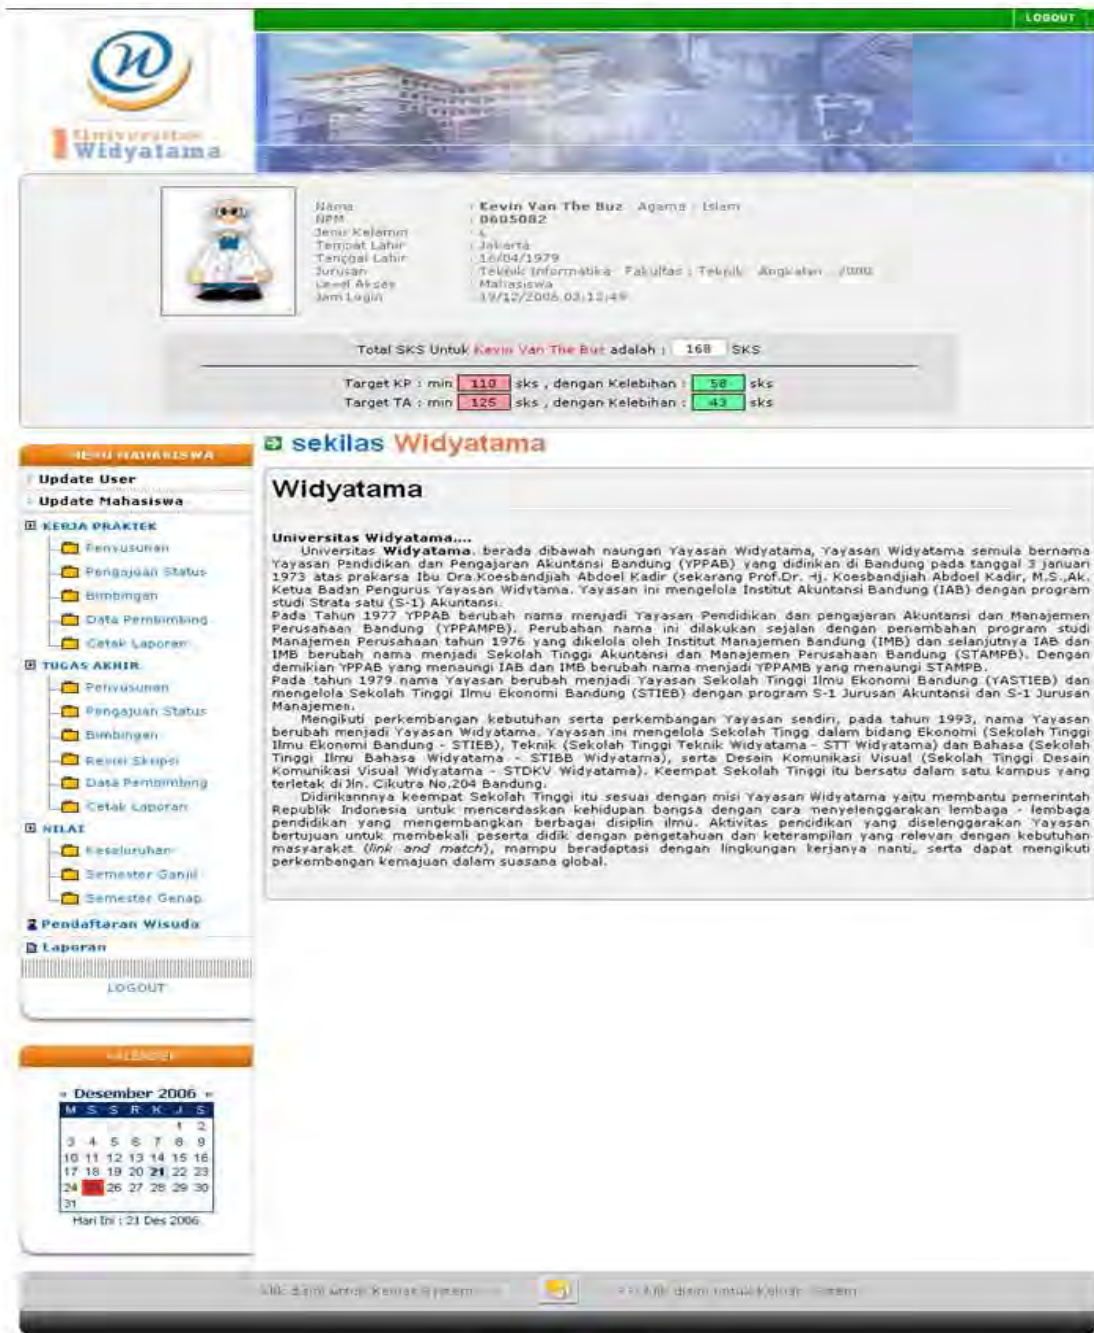 LOGOUT
Universitas
Widyatama
Nama : Kevin Van The Buz Agama : Islam
NPM : 0605082
Jenis Kelamin : L
Tempat Lahir : Jakarta
Tanggal Lahir : 16/04/1979
Jurusan : Teknik Informatika Fakultas : Teknik Angkatan : 2000
Level Akses : Mahasiswa
Jam Login : 19/12/2006 03:12:49
Total SKS Untuk Kevin Van The Buz adalah : 168 SKS
Target KP : min 110 sks , dengan Kelebihan : 58 sks
Target TA : min 125 sks , dengan Kelebihan : 43 sks
MENU MAHASISWA
Update User
Update Mahasiswa
KERJA PRAKTEK
Penyusunan
Pengajuan Status
Bimbingan
Data Pembimbing
Cetak Laporan
TUGAS AKHIR
Penyusunan
Pengajuan Status
Bimbingan
Revisi Skripsi
Data Pembimbing
Cetak Laporan
NILAI
Keseluruhan
Semester Ganjil
Semester Genap
Pendaftaran Wisuda
Laporan
LOGOUT
KALENDER
« Desember 2006 »
M S S R K J S
1 2
3 4 5 6 7 8 9
10 11 12 13 14 15 16
17 18 19 20 21 22 23
24 25 26 27 28 29 30
31
Hari Ini : 21 Des 2006
sekilas Widyatama
Widyatama
Universitas Widyatama....
Universitas Widyatama. berada dibawah naungan Yayasan Widyatama, Yayasan Widyatama semula bernama
Yayasan Pendidikan dan Pengajaran Akuntansi Bandung (YPPAB) yang didirikan di Bandung pada tanggal 3 januari
1973 atas prakarsa Ibu Dra.Koesbandjiah Abdoel Kadir (sekarang Prof.Dr. Hj. Koesbandjiah Abdoel Kadir, M.S.,Ak.
Ketua Badan Pengurus Yayasan Widytama. Yayasan ini mengelola Institut Akuntansi Bandung (IAB) dengan program
studi Strata satu (S-1) Akuntansi.
Pada Tahun 1977 YPPAB berubah nama menjadi Yayasan Pendidikan dan pengajaran Akuntansi dan Manajemen
Perusahaan Bandung (YPPAMPB). Perubahan nama ini dilakukan sejalan dengan penambahan program studi
Manajemen Perusahaan tahun 1976 yang dikelola oleh Institut Manajemen Bandung (IMB) dan selanjutnya IAB dan
IMB berubah nama menjadi Sekolah Tinggi Akuntansi dan Manajemen Perusahaan Bandung (STAMPB). Dengan
demikian YPPAB yang menaungi IAB dan IMB berubah nama menjadi YPPAMB yang menaungi STAMPB.
Pada tahun 1979 nama Yayasan berubah menjadi Yayasan Sekolah Tinggi Ilmu Ekonomi Bandung (YASTIEB) dan
mengelola Sekolah Tinggi Ilmu Ekonomi Bandung (STIEB) dengan program S-1 Jurusan Akuntansi dan S-1 Jurusan
Manajemen.
Mengikuti perkembangan kebutuhan serta perkembangan Yayasan sendiri, pada tahun 1993, nama Yayasan
berubah menjadi Yayasan Widyatama. Yayasan ini mengelola Sekolah Tingg dalam bidang Ekonomi (Sekolah Tinggi
Ilmu Ekonomi Bandung - STIEB), Teknik (Sekolah Tinggi Teknik Widyatama - STT Widyatama) dan Bahasa (Sekolah
Tinggi Ilmu Bahasa Widyatama - STIBB Widyatama), serta Desain Komunikasi Visual (Sekolah Tinggi Desain
Komunikasi Visual Widyatama - STDKV Widyatama). Keempat Sekolah Tinggi itu bersatu dalam satu kampus yang
terletak di Jln. Cikutra No.204 Bandung.
Didirikannnya keempat Sekolah Tinggi itu sesuai dengan misi Yayasan Widyatama yaitu membantu pemerintah
Republik Indonesia untuk mencerdaskan kehidupan bangsa dengan cara menyelenggarakan lembaga - lembaga
pendidikan yang mengembangkan berbagai disiplin ilmu. Aktivitas pendidikan yang diselenggarakan Yayasan
bertujuan untuk membekali peserta didik dengan pengetahuan dan keterampilan yang relevan dengan kebutuhan
masyarakat (link and match), mampu beradaptasi dengan lingkungan kerjanya nanti, serta dapat mengikuti
perkembangan kemajuan dalam suasana global.
Klik disini untuk Keluar System
Klik disini untuk Keluar System